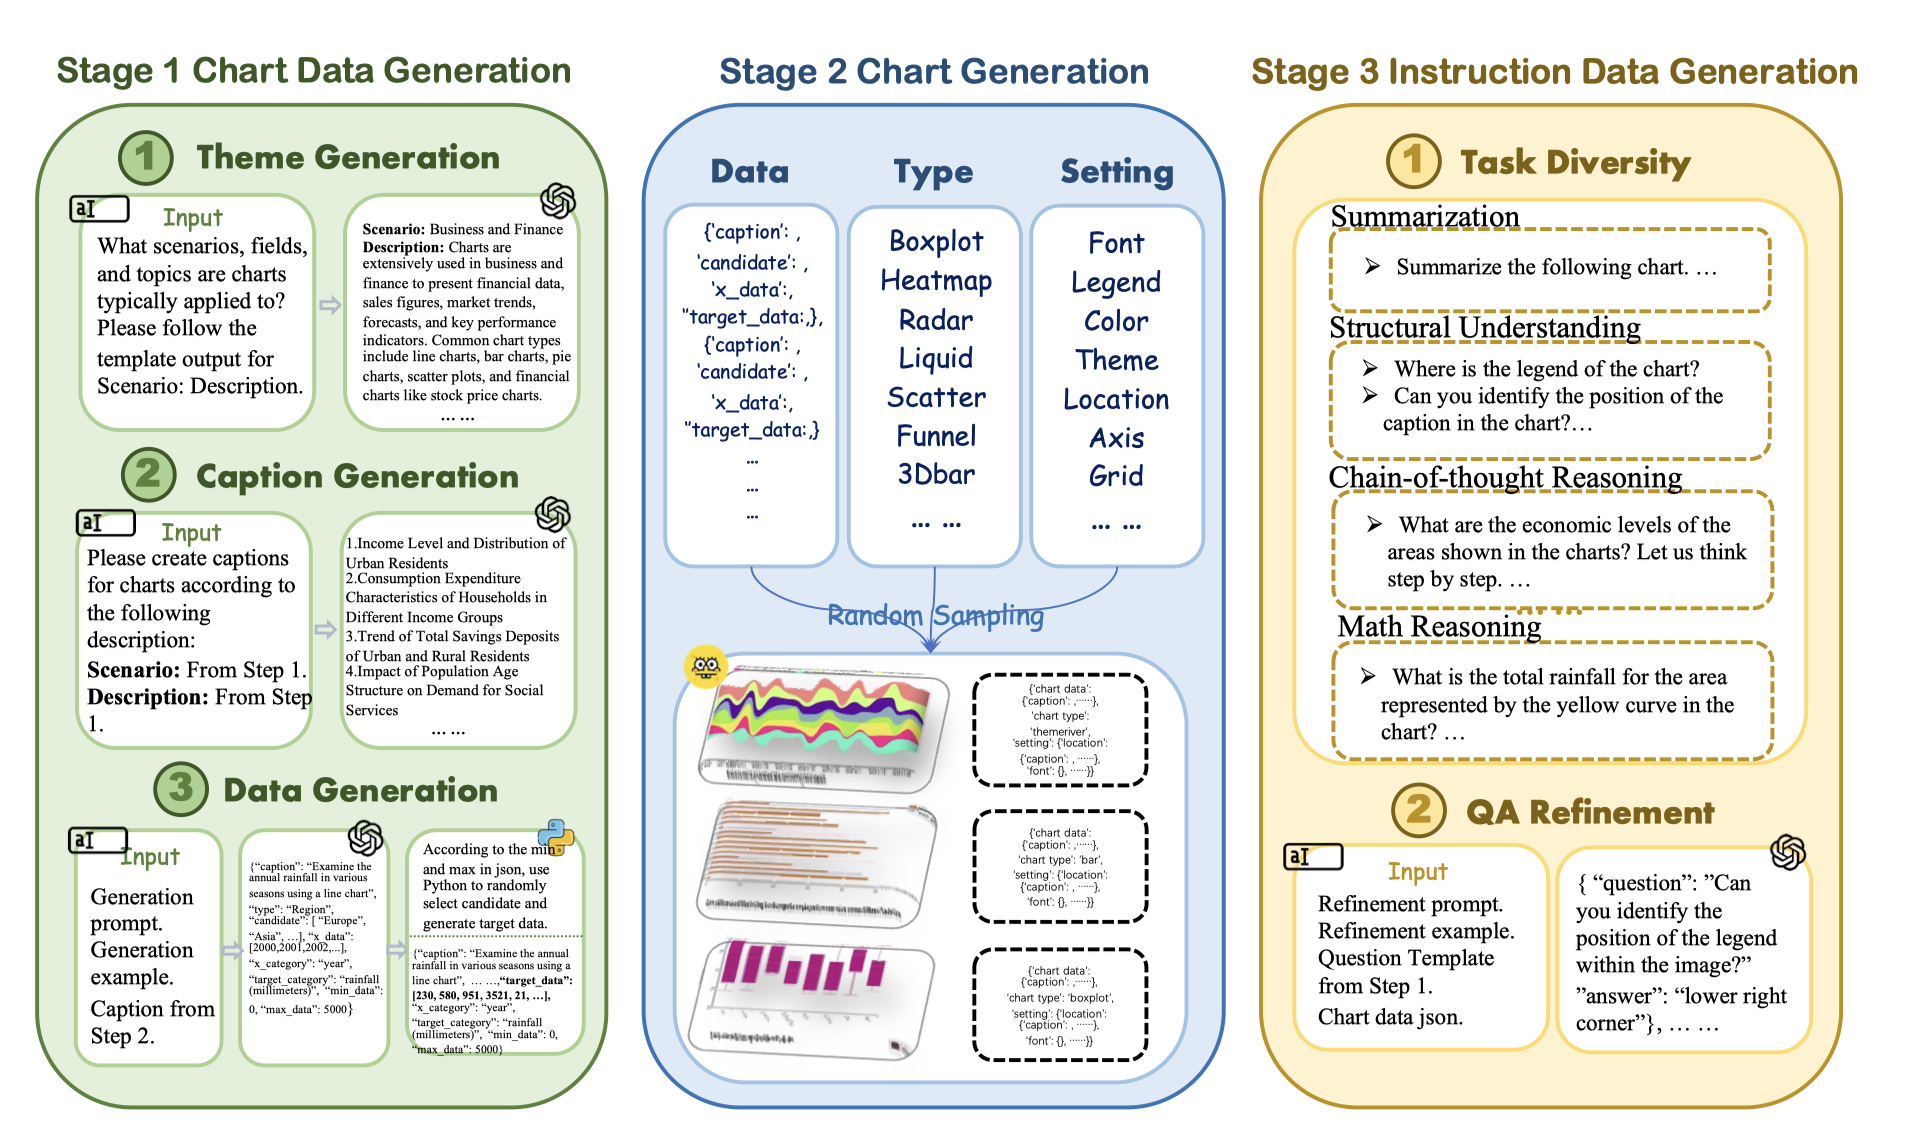 Stage 1 Chart Data Generation
1 Theme Generation
aI
Input
What scenarios, fields,
and topics are charts
typically applied to?
Please follow the
template output for
Scenario: Description.
Scenario: Business and Finance
Description: Charts are
extensively used in business and
finance to present financial data,
sales figures, market trends,
forecasts, and key performance
indicators. Common chart types
include line charts, bar charts, pie
charts, scatter plots, and financial
charts like stock price charts.
... ...
2 Caption Generation
aI
Input
Please create captions
for charts according to
the following
description:
Scenario: From Step 1.
Description: From Step
1.
1.Income Level and Distribution of
Urban Residents
2.Consumption Expenditure
Characteristics of Households in
Different Income Groups
3.Trend of Total Savings Deposits
of Urban and Rural Residents
4.Impact of Population Age
Structure on Demand for Social
Services
... ...
3 Data Generation
aI
Input
Generation
prompt.
Generation
example.
Caption from
Step 2.
{“caption”: “Examine the
annual rainfall in various
seasons using a line chart”,
“type”: “Region”,
“candidate”: [ “Europe”,
“Asia”, …], “x_data”:
[2000,2001,2002,...],
“x_category”: “year”,
“target_category”: “rainfall
(millimeters)”, “min_data”:
0, “max_data”: 5000}
According to the min
and max in json, use
Python to randomly
select candidate and
generate target data.
{“caption”: “Examine the annual
rainfall in various seasons using a
line chart”, … …,“target_data”:
[230, 580, 951, 3521, 21, …],
“x_category”: “year”,
“target_category”: “rainfall
(millimeters)”, “min_data”: 0,
“max_data”: 5000}
Stage 2 Chart Generation
Data
{‘caption’: ,
‘candidate’: ,
‘x_data’:,
‘’target_data:,},
{‘caption’: ,
‘candidate’: ,
‘x_data’:,
‘’target_data:,}
...
...
...
Type
Boxplot
Heatmap
Radar
Liquid
Scatter
Funnel
3Dbar
... ...
Setting
Font
Legend
Color
Theme
Location
Axis
Grid
... ...
Random Sampling
{‘chart data’:
{‘caption’: ,······},
‘chart type’:
‘themeriver’,
‘setting’: {‘location’:
{‘caption’: , ······},
‘font’: {}, ······}}
{‘chart data’:
{‘caption’: ,······},
‘chart type’: ‘bar’,
‘setting’: {‘location’:
{‘caption’: , ······},
‘font’: {}, ······}}
{‘chart data’:
{‘caption’: ,······},
‘chart type’: ‘boxplot’,
‘setting’: {‘location’:
{‘caption’: , ······},
‘font’: {}, ······}}
Stage 3 Instruction Data Generation
1 Task Diversity
Summarization
➢ Summarize the following chart. …
Structural Understanding
➢ Where is the legend of the chart?
➢ Can you identify the position of the
caption in the chart?…
Chain-of-thought Reasoning
➢ What are the economic levels of the
areas shown in the charts? Let us think
step by step. …
... ...
Math Reasoning
➢ What is the total rainfall for the area
represented by the yellow curve in the
chart? …
2 QA Refinement
aI
Input
Refinement prompt.
Refinement example.
Question Template
from Step 1.
Chart data json.
{ “question”: ”Can
you identify the
position of the legend
within the image?”
”answer”: “lower right
corner”}, … …